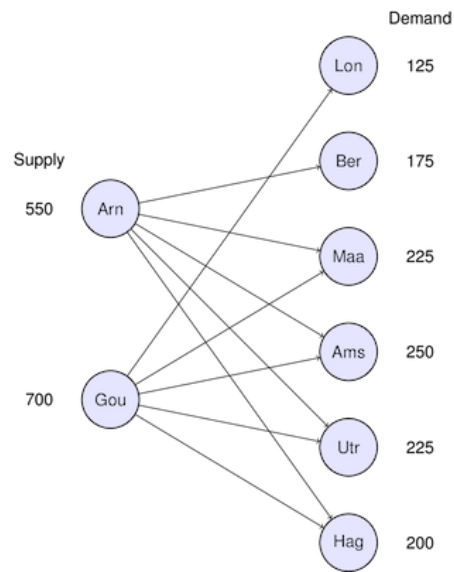 Demand
Lon 125
Ber 175
Supply
550 Arn
Maa 225
Ams 250
700 Gou
Utr 225
Hag 200